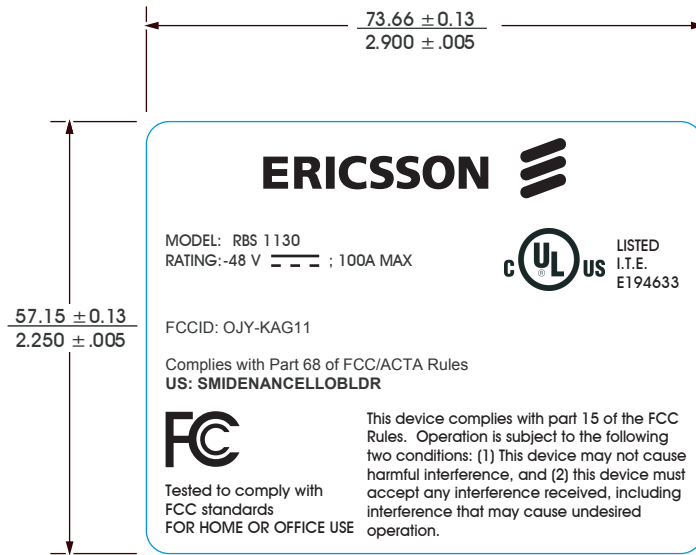 73.66 ±0.13
2.900 ±.005
ERICSSON
MODEL: RBS 1130
RATING:-48 V ; 100A MAX
C UL US
®
LISTED
I.T.E.
E194633
57.15 ±0.13
2.250 ±.005
FCCID: OJY-KAG11
Complies with Part 68 of FCC/ACTA Rules
US: SMIDENANCELLOBLDR
FC
Tested to comply with
FCC standards
FOR HOME OR OFFICE USE
This device complies with part 15 of the FCC
Rules. Operation is subject to the following
two conditions: (1) This device may not cause
harmful interference, and (2) this device must
accept any interference received, including
interference that may cause undesired
operation.